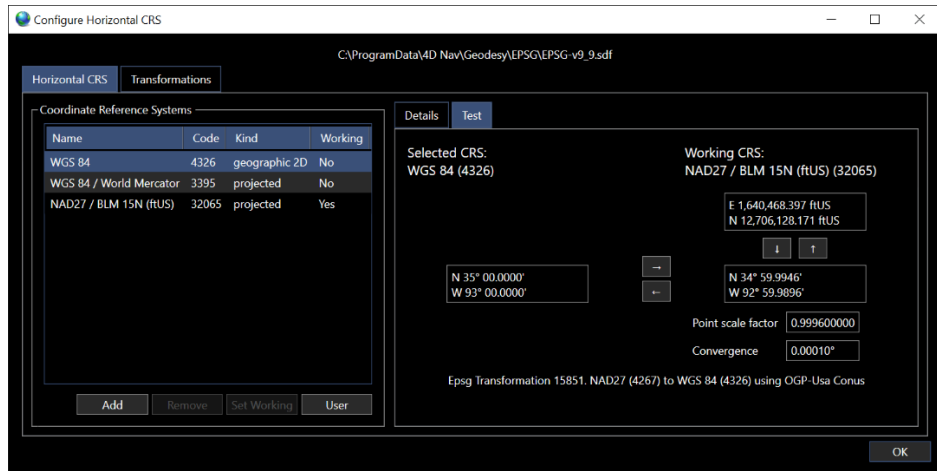 Configure Horizontal CRS
C:\ProgramData\4D Nav\Geodesy\EPSG\EPSG-v9_9.sdf
Horizontal CRS Transformations
Coordinate Reference Systems
Name Code Kind Working
WGS 84 4326 geographic 2D No
WGS 84 / World Mercator 3395 projected No
NAD27 / BLM 15N (ftUS) 32065 projected Yes
Add Remove Set Working User
Details Test
Selected CRS:
WGS 84 (4326)
Working CRS:
NAD27 / BLM 15N (ftUS) (32065)
E 1,640,468.397 ftUS
N 12,706,128.171 ftUS
↓ ↑
N 35° 00.0000'
W 93° 00.0000'
→
←
N 34° 59.9946'
W 92° 59.9896'
Point scale factor 0.999600000
Convergence 0.00010°
Epsg Transformation 15851. NAD27 (4267) to WGS 84 (4326) using OGP-Usa Conus
OK